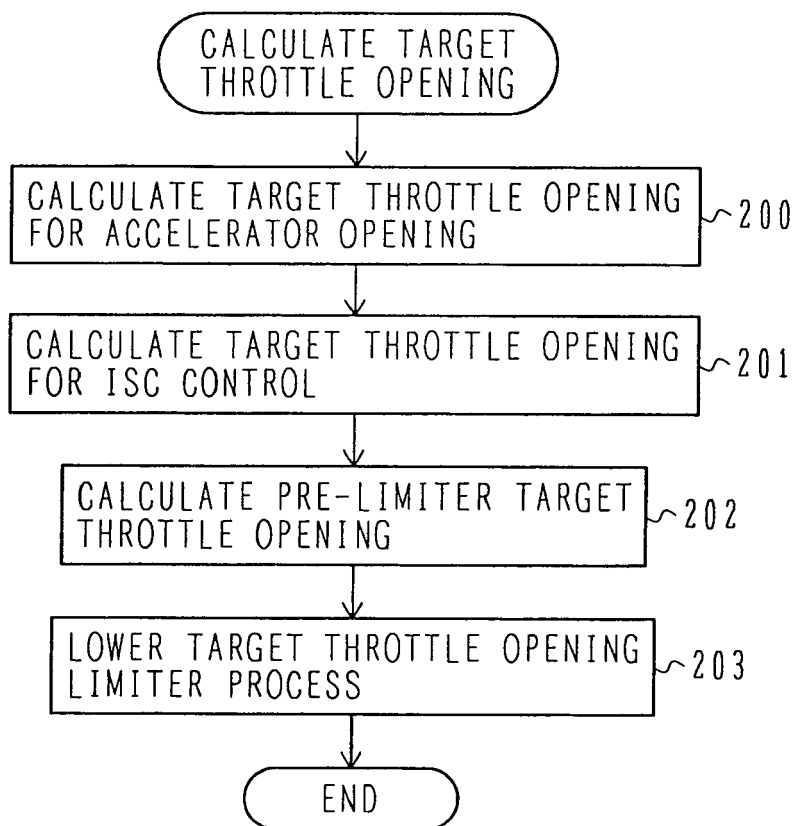 CALCULATE TARGET
THROTTLE OPENING
CALCULATE TARGET THROTTLE OPENING
FOR ACCELERATOR OPENING
200
CALCULATE TARGET THROTTLE OPENING
FOR ISC CONTROL
201
CALCULATE PRE-LIMITER TARGET
THROTTLE OPENING
202
LOWER TARGET THROTTLE OPENING
LIMITER PROCESS
203
END